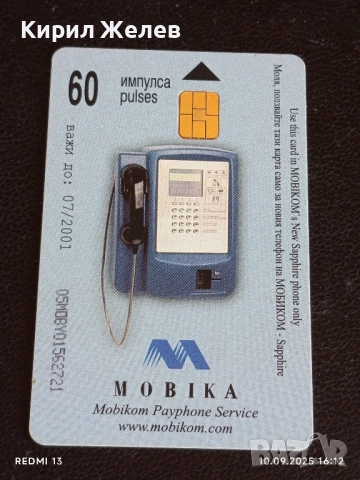 Кирил Желев
60 импулса
pulses
важи до: 07/2001
05MOBY01562721
Use this card in MOBIKOM's New Sapphire phone only
Моля, ползвайте тази карта само за новия телефон на МОБИКОМ - Sapphire
MOBIKA
Mobikom Payphone Service
www.mobikom.com
REDMI 13
10.09.2025 16:12